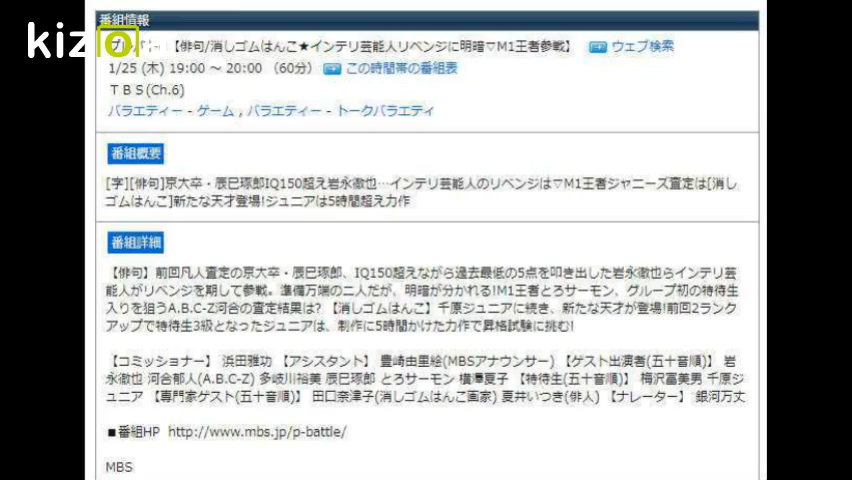 番組情報
kizo
【俳句/消しゴムはんこ★インテリ芸能人リベンジに明暗▽M1王者参戦】 ウェブ検索
1/25 (木) 19:00 ～ 20:00 （60分） この時間帯の番組表
ＴＢＳ(Ch.6)
バラエティー - ゲーム , バラエティー - トークバラエティ
番組概要
[字][俳句]京大卒・辰巳琢郎IQ150超え岩永徹也…インテリ芸能人のリベンジは▽M1王者ジャニーズ査定は[消し
ゴムはんこ]新たな天才登場!ジュニアは5時間超え力作
番組詳細
【俳句】前回凡人査定の京大卒・辰巳琢郎、IQ150超えながら過去最低の5点を叩き出した岩永徹也らインテリ芸
能人がリベンジを期して参戦。準備万端の二人だが、明暗が分かれる!M1王者とろサーモン、グループ初の特待生
入りを狙うA.B.C-Z河合の査定結果は? 【消しゴムはんこ】千原ジュニアに続き、新たな天才が登場!前回2ランク
アップで特待生3級となったジュニアは、制作に5時間かけた力作で昇格試験に挑む!
【コミッショナー】 浜田雅功 【アシスタント】 豊崎由里絵(MBSアナウンサー) 【ゲスト出演者(五十音順)】 岩
永徹也 河合郁人(A.B.C-Z) 多岐川裕美 辰巳琢郎 とろサーモン 横澤夏子 【特待生(五十音順)】 梅沢富美男 千原ジ
ュニア 【専門家ゲスト(五十音順)】 田口奈津子(消しゴムはんこ画家) 夏井いつき(俳人) 【ナレーター】 銀河万丈
■番組HP http://www.mbs.jp/p-battle/
MBS